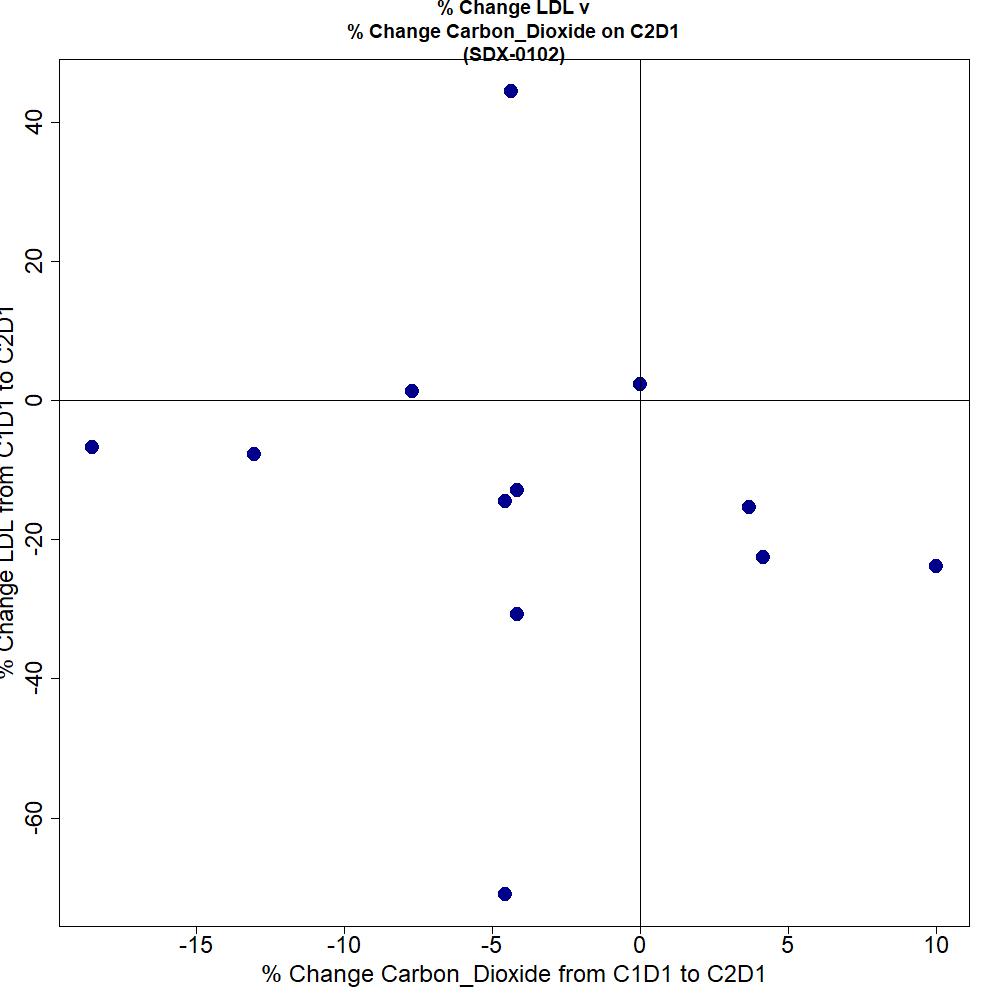 % Change LDL v
% Change Carbon_Dioxide on C2D1
(SDX-0102)
% Change LDL from C1D1 to C2D1
40
20
0
-20
-40
-60
-15
-10
-5
0
5
10
% Change Carbon_Dioxide from C1D1 to C2D1